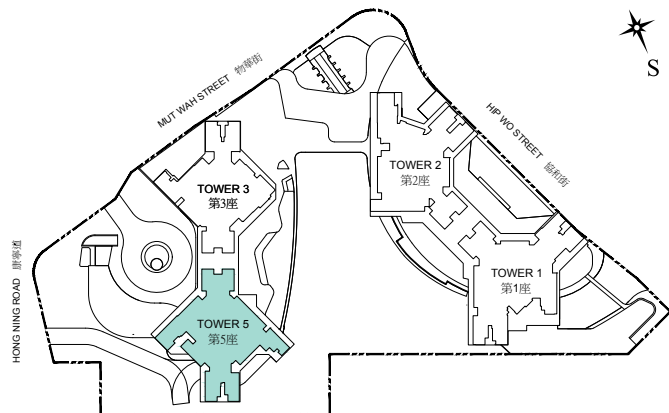 S
MUT WAH STREET 物華街
HIP WO STREET 協和街
TOWER 2
第2座
TOWER 3
第3座
HONG NING ROAD 康寧道
TOWER 1
第1座
TOWER 5
第5座